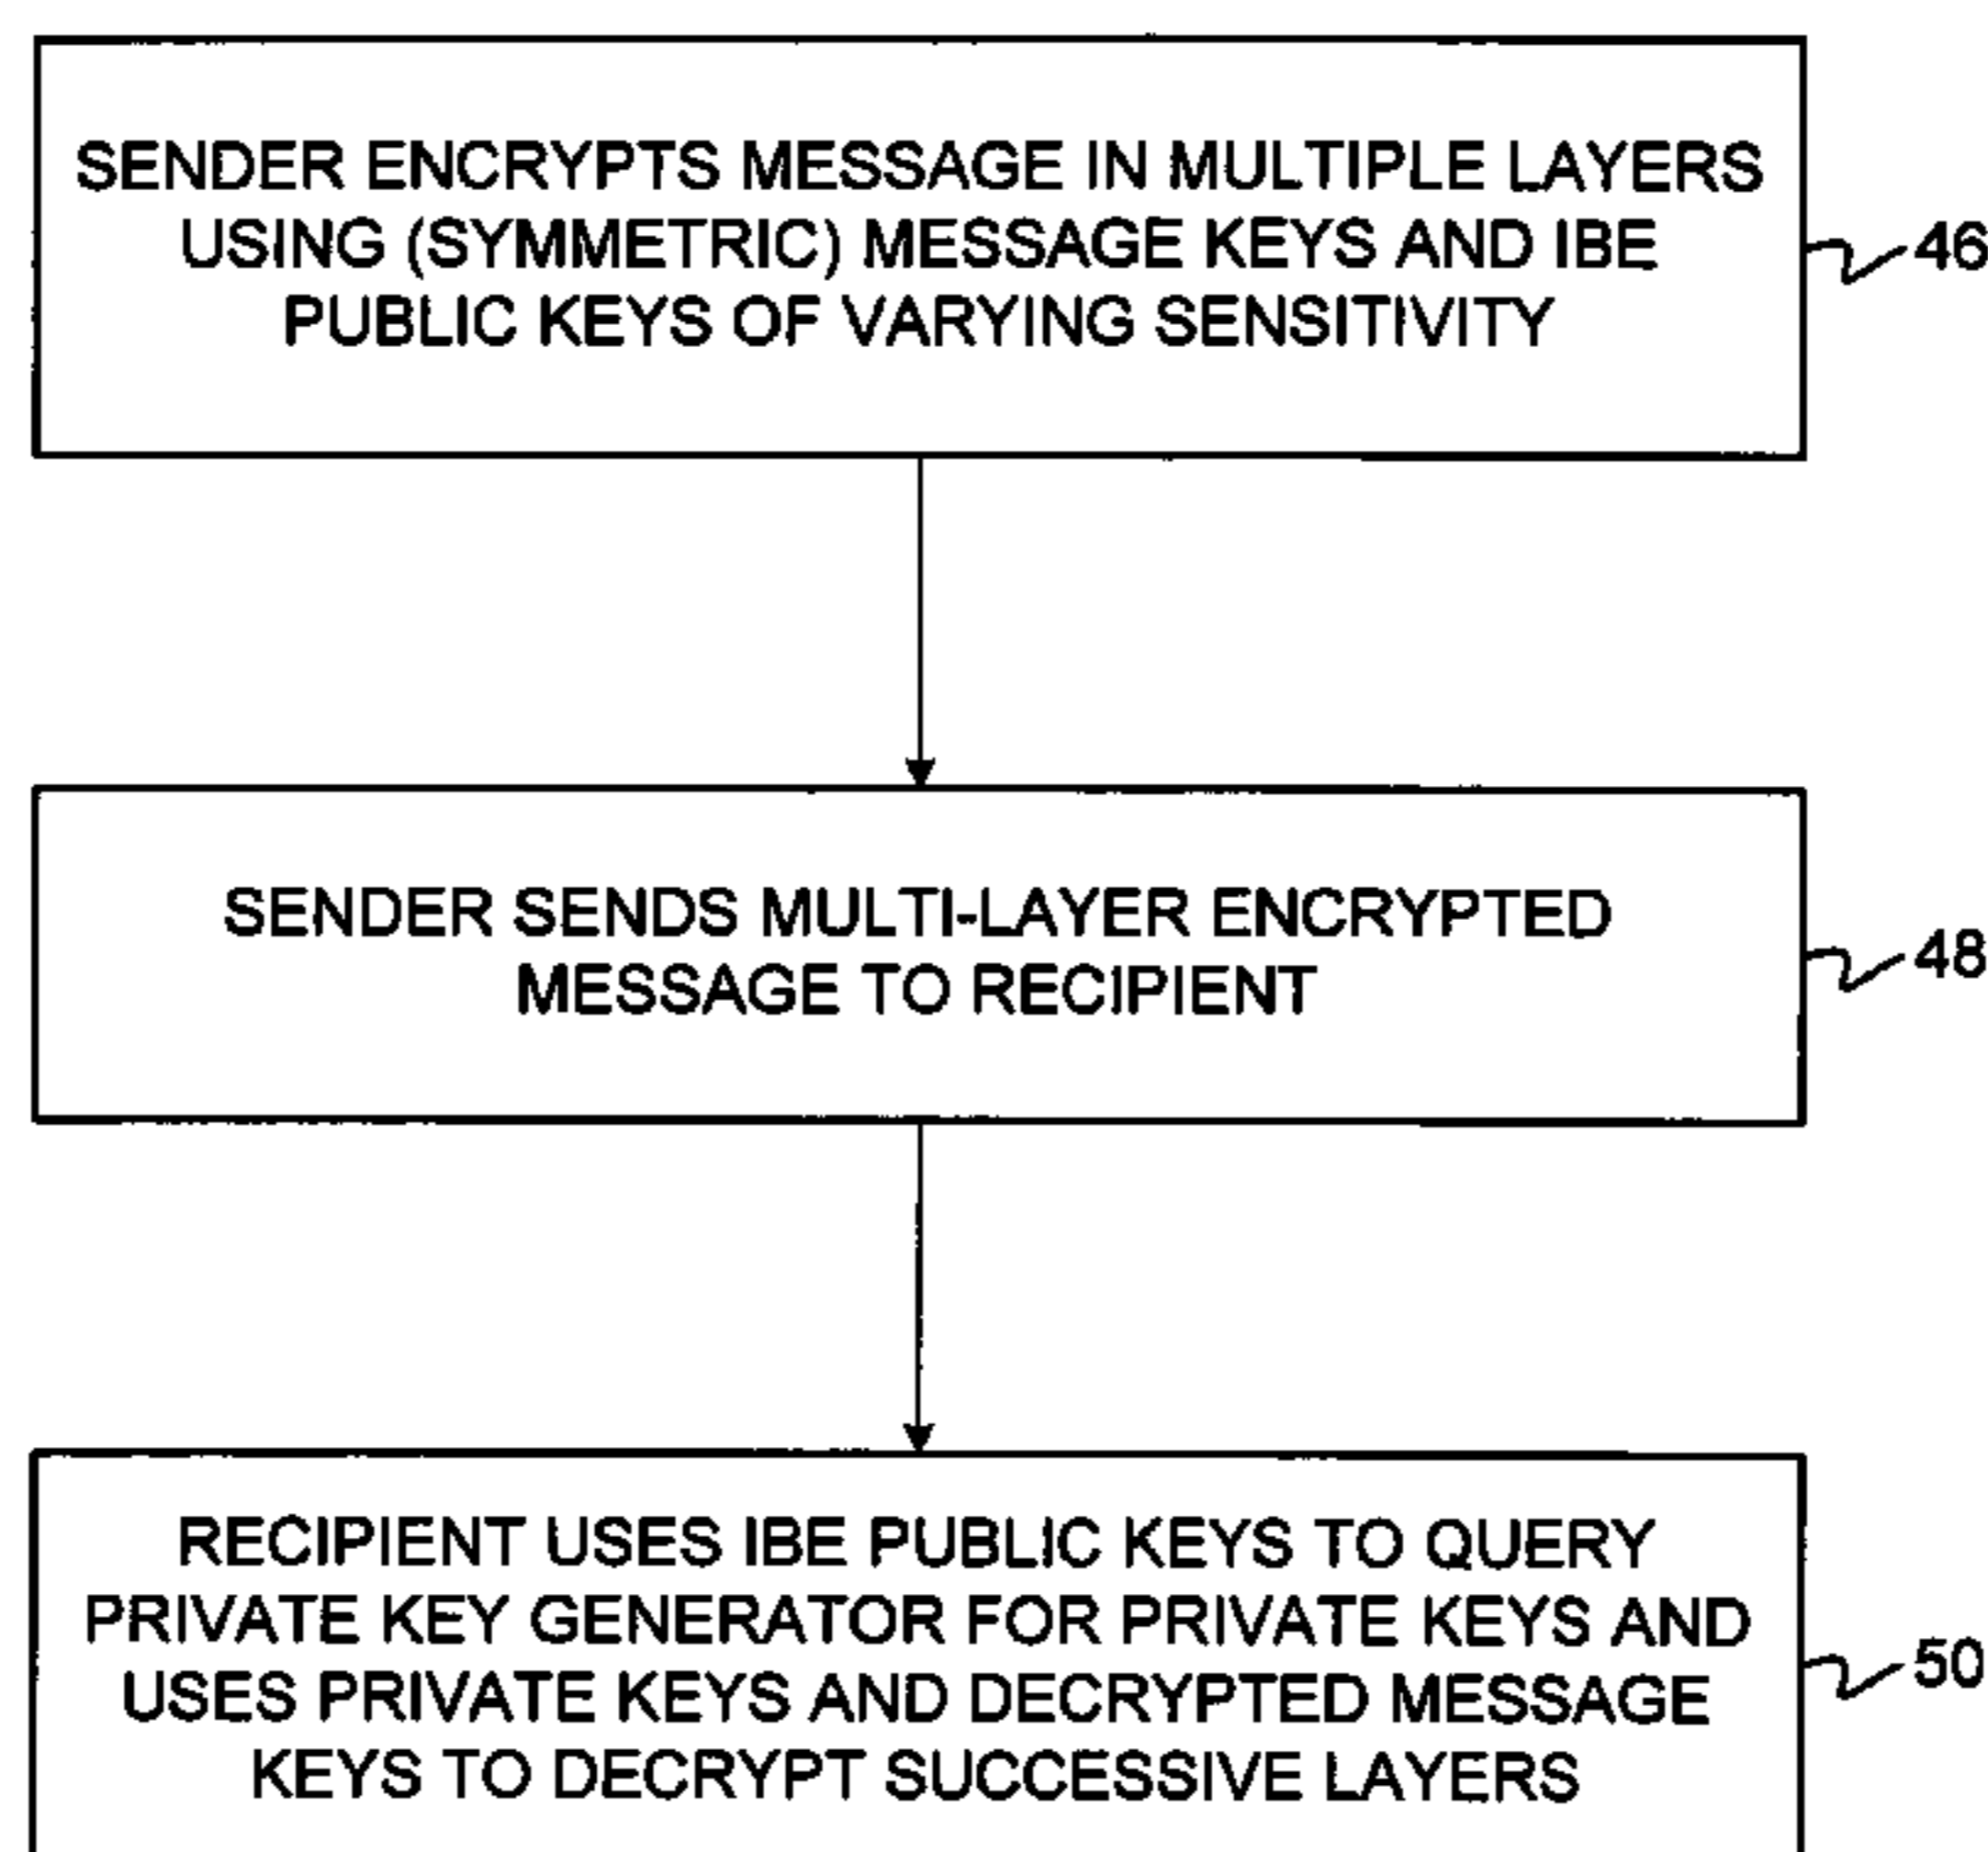 SENDER ENCRYPTS MESSAGE IN MULTIPLE LAYERS
USING (SYMMETRIC) MESSAGE KEYS AND IBE
PUBLIC KEYS OF VARYING SENSITIVITY
46
SENDER SENDS MULTI-LAYER ENCRYPTED
MESSAGE TO RECIPIENT
48
RECIPIENT USES IBE PUBLIC KEYS TO QUERY
PRIVATE KEY GENERATOR FOR PRIVATE KEYS AND
USES PRIVATE KEYS AND DECRYPTED MESSAGE
KEYS TO DECRYPT SUCCESSIVE LAYERS
50